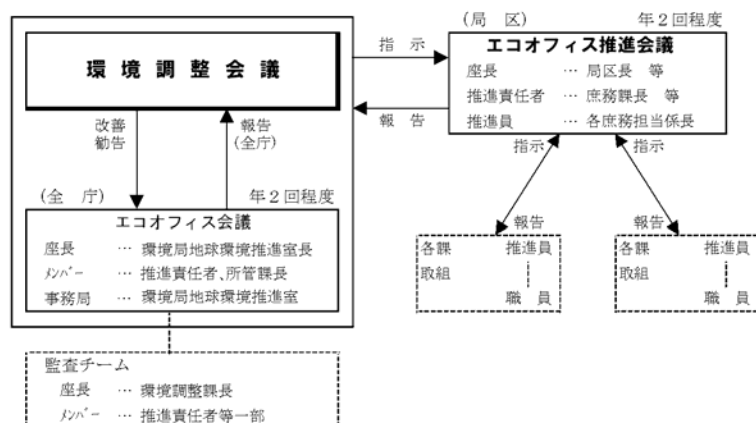 環 境 調 整 会 議
改善
勧告
報告
(全庁)
(全 庁)
年2回程度
エコオフィス会議
座長 … 環境局地球環境推進室長
ﾒﾝﾊﾞｰ … 推進責任者、所管課長
事務局 … 環境局地球環境推進室
監査チーム
座長 … 環境調整課長
ﾒﾝﾊﾞｰ … 推進責任者等一部
指 示
報 告
(局 区)
年2回程度
エコオフィス推進会議
座長 … 局区長 等
推進責任者 … 庶務課長 等
推進員 … 各庶務担当係長
指示
指示
報告
報告
各課 推進員
取組
職 員
各課 推進員
取組
職 員